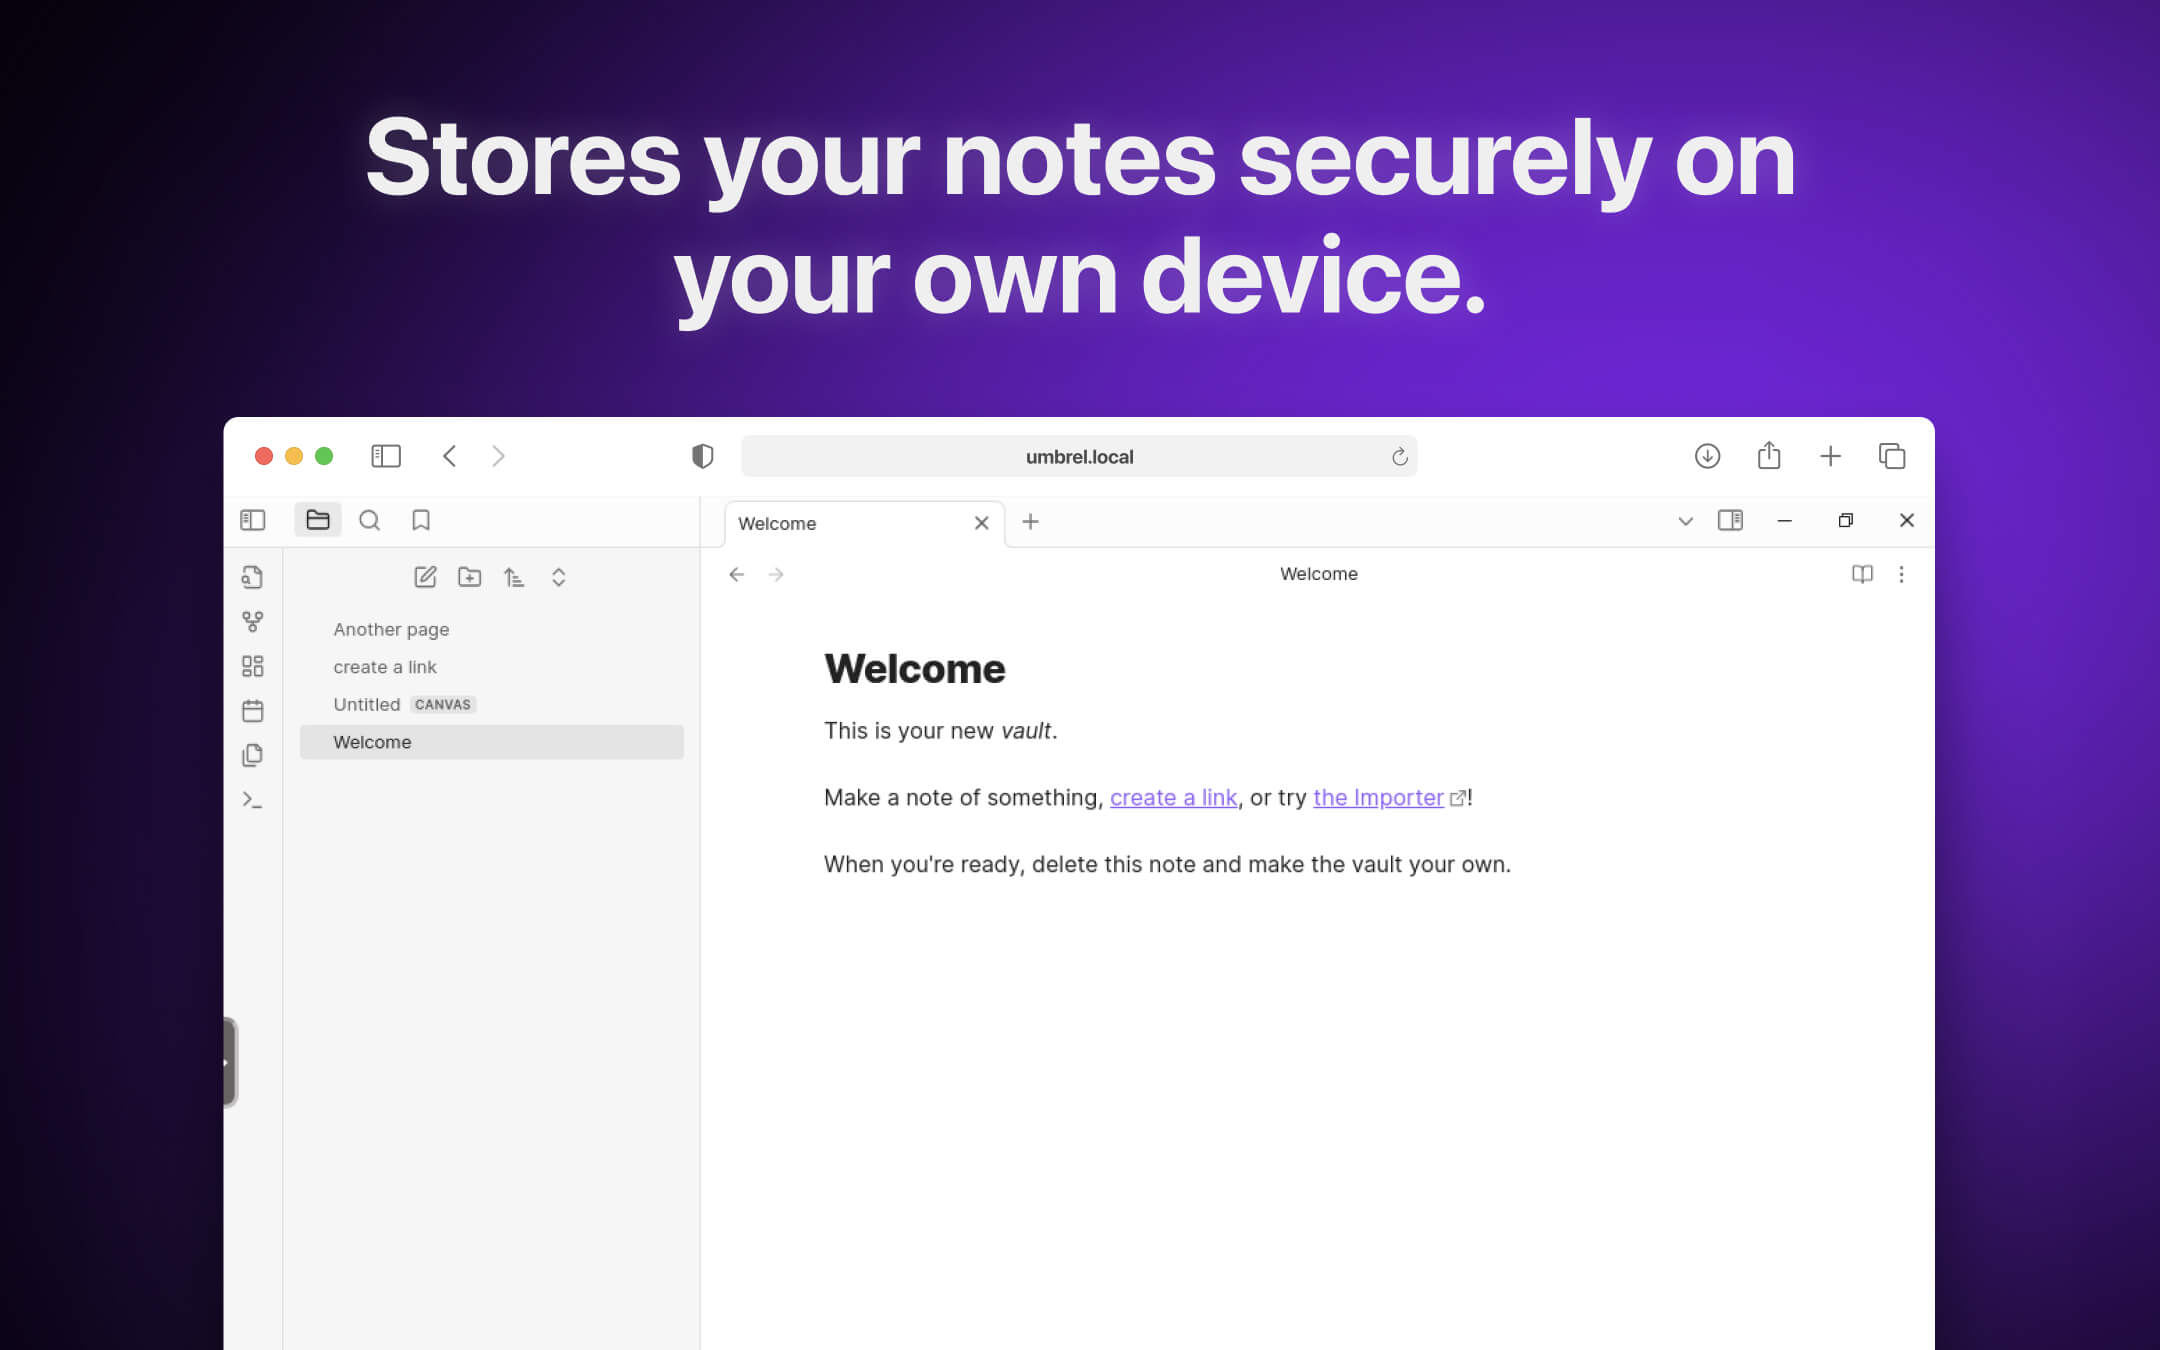 Stores your notes securely on
your own device.
umbrel.local
Welcome
Welcome
Another page
create a link
Untitled CANVAS
Welcome
Welcome
This is your new vault.
Make a note of something, create a link, or try the Importer!
When you're ready, delete this note and make the vault your own.